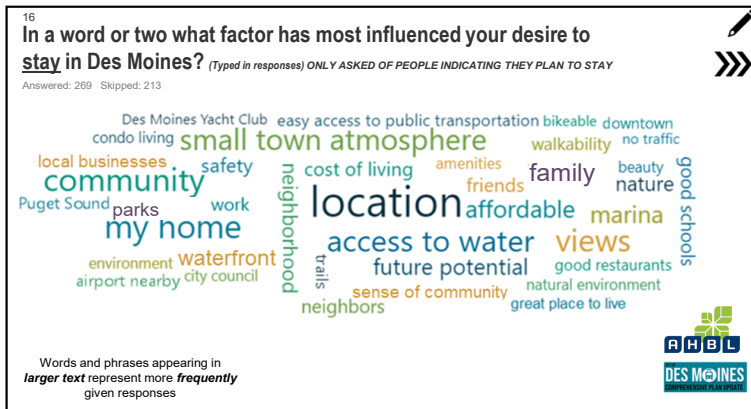 16
In a word or two what factor has most influenced your desire to
stay in Des Moines? (Typed in responses) ONLY ASKED OF PEOPLE INDICATING THEY PLAN TO STAY
Answered: 269 Skipped: 213
Des Moines Yacht Club easy access to public transportation bikeable downtown
condo living small town atmosphere walkability no traffic
local businesses safety cost of living amenities family beauty
community neighborhood friends nature good schools
Puget Sound parks work location affordable marina
my home access to water views
environment waterfront trails future potential good restaurants
airport nearby city council sense of community natural environment
neighbors great place to live
Words and phrases appearing in
larger text represent more frequently
given responses
AHBL
DES MOINES
COMPREHENSIVE PLAN UPDATE